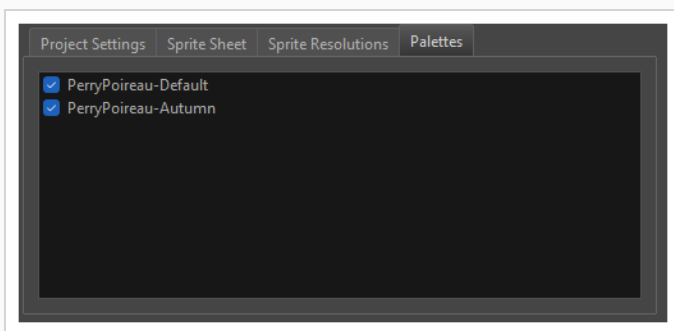 Project Settings Sprite Sheet Sprite Resolutions Palettes
PerryPoireau-Default
PerryPoireau-Autumn